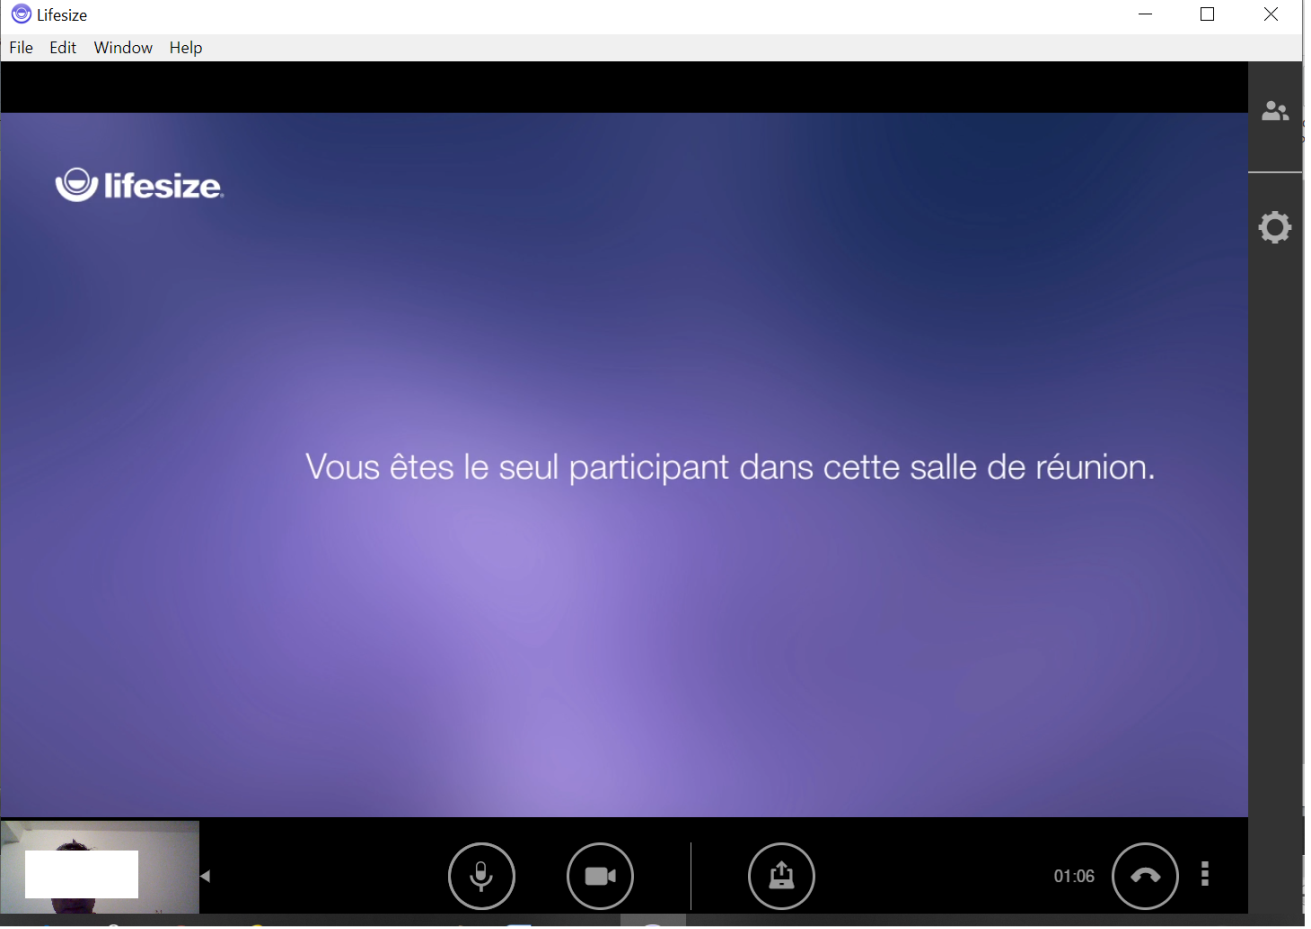 Lifesize
File Edit Window Help
lifesize
Vous êtes le seul participant dans cette salle de réunion.
01:06